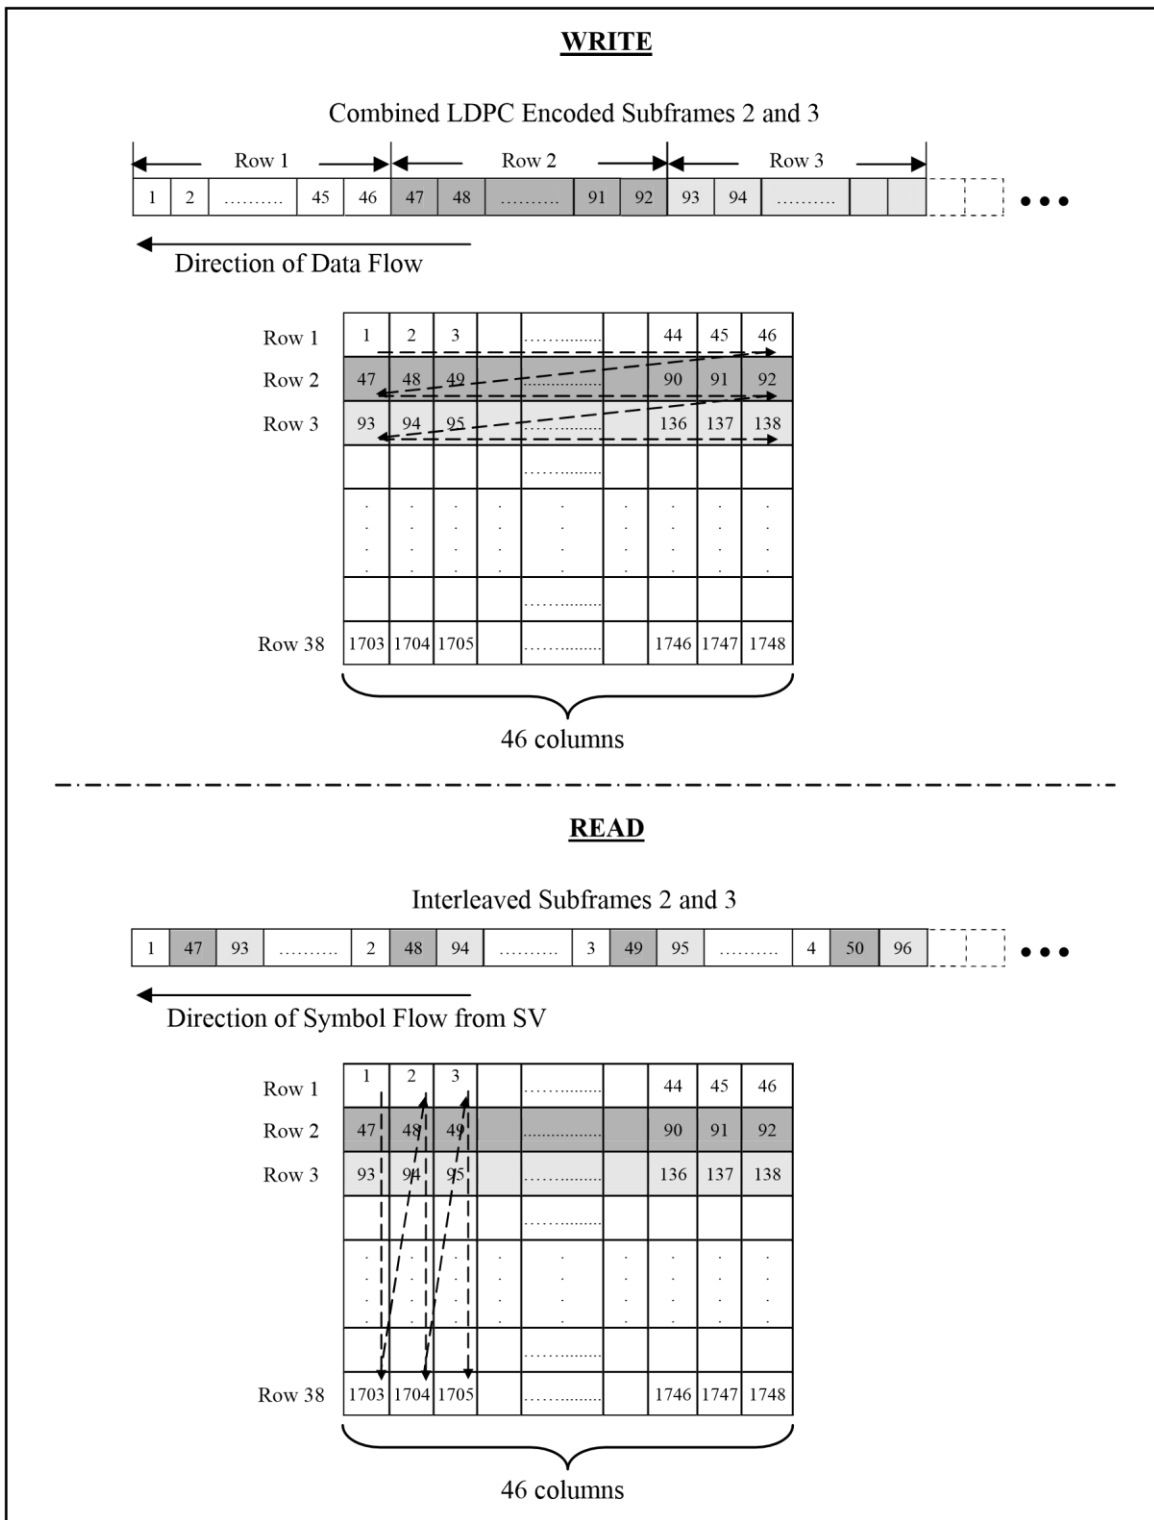 WRITE
Combined LDPC Encoded Subframes 2 and 3
Row 1 Row 2 Row 3
1 2 .......... 45 46 47 48 .......... 91 92 93 94 .......... •••
Direction of Data Flow
Row 1 1 2 3 .............. 44 45 46
Row 2 47 48 49 .............. 90 91 92
Row 3 93 94 95 .............. 136 137 138
..............
. . . . . . . . .
. . . . . . . . .
. . . . . . . . .
. . . . . . . . .
..............
Row 38 1703 1704 1705 .............. 1746 1747 1748
46 columns
READ
Interleaved Subframes 2 and 3
1 47 93 .......... 2 48 94 .......... 3 49 95 .......... 4 50 96 •••
Direction of Symbol Flow from SV
Row 1 1 2 3 .............. 44 45 46
Row 2 47 48 49 .............. 90 91 92
Row 3 93 94 95 .............. 136 137 138
..............
. . . . . . . . .
. . . . . . . . .
. . . . . . . . .
. . . . . . . . .
..............
Row 38 1703 1704 1705 .............. 1746 1747 1748
46 columns